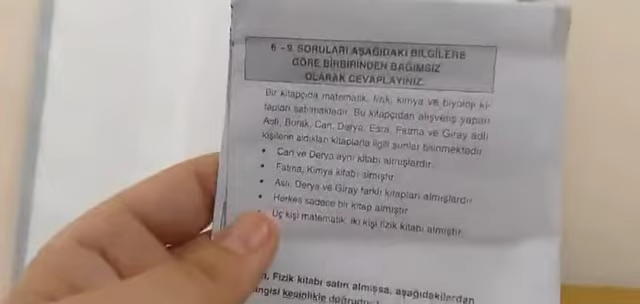 6 - 9. SORULARI AŞAĞIDAKİ BİLGİLERE
GÖRE BİRBİRİNDEN BAĞIMSIZ
OLARAK CEVAPLAYINIZ.
Bir kitapçıda matematik, fizik, kimya ve biyoloji ki-
tapları satılmaktadır. Bu kitapçıdan alışveriş yapan
Aslı, Burak, Can, Derya, Esra, Fatma ve Giray adlı
kişilerin aldıkları kitaplarla ilgili şunlar bilinmektedir.
• Can ve Derya aynı kitabı almışlardır.
• Fatma, Kimya kitabı almıştır.
• Aslı, Derya ve Giray farklı kitapları almışlardır.
• Herkes sadece bir kitap almıştır.
Üç kişi matematik, iki kişi fizik kitabı almıştır.
Fizik kitabı satın almışsa, aşağıdakilerden
kesinlikle doğrudur